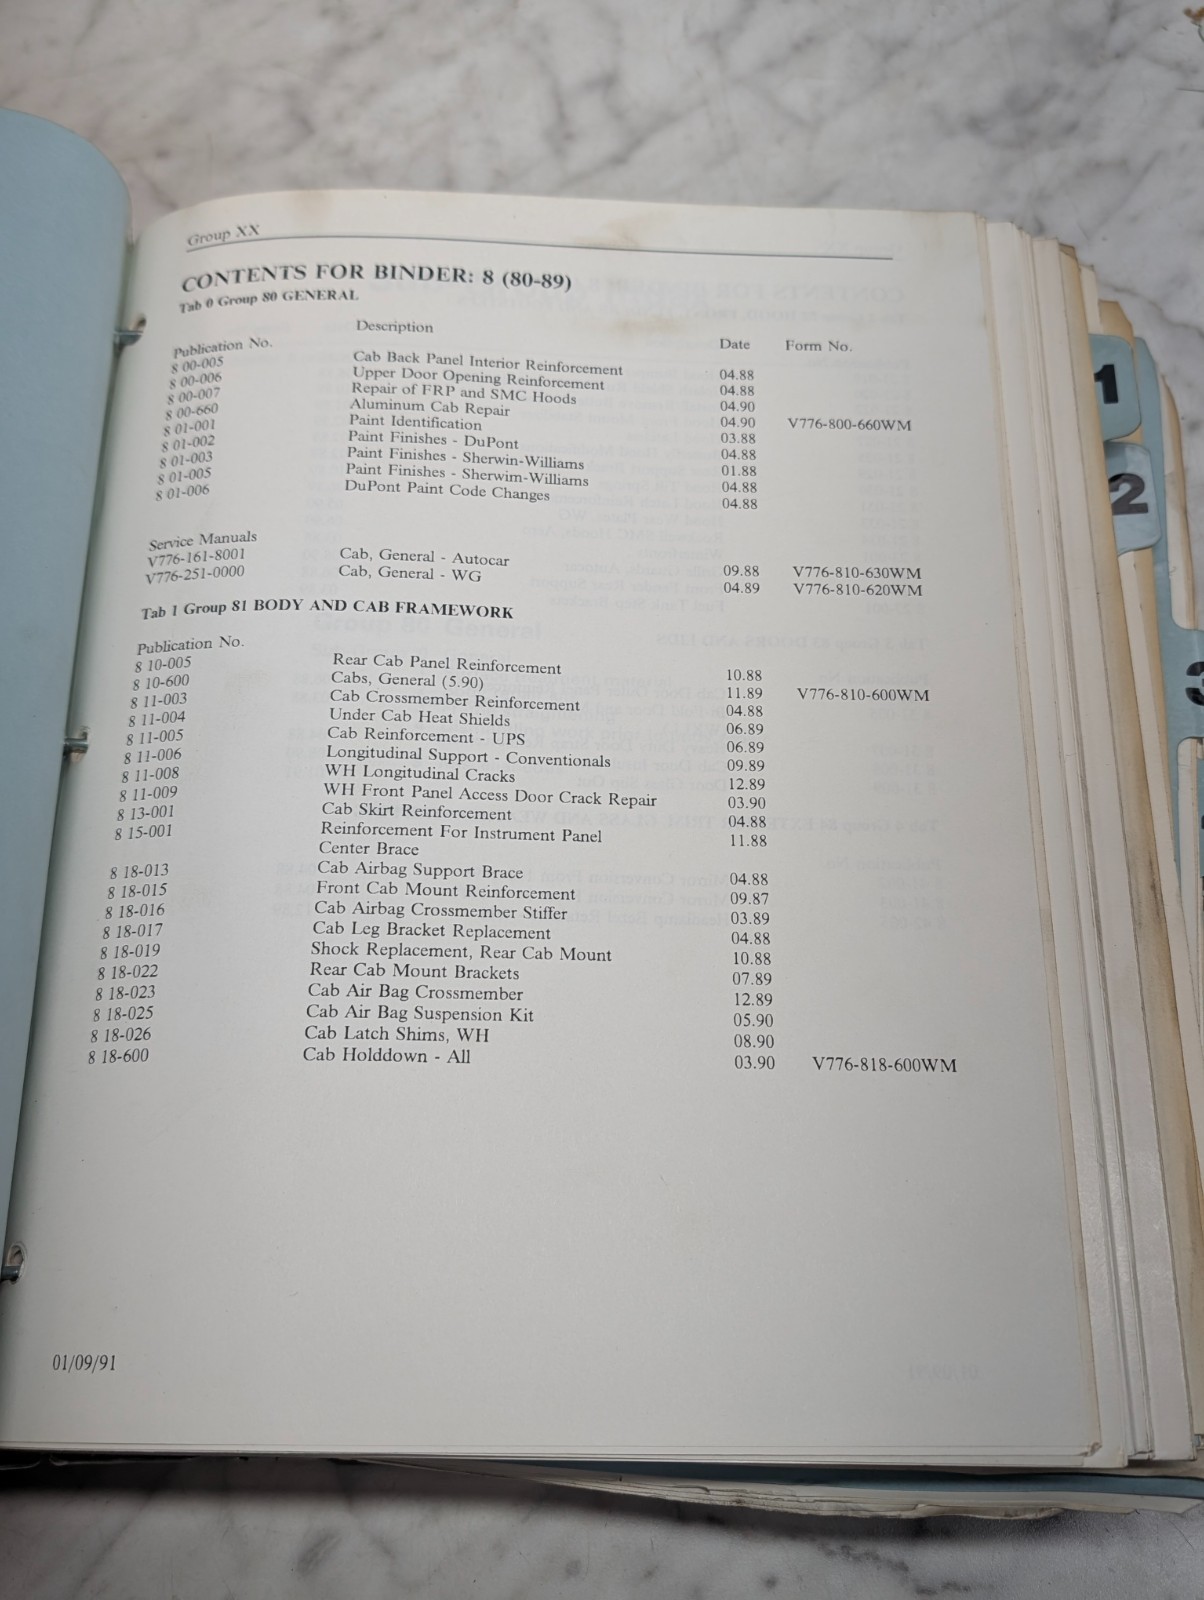 Group XX
CONTENTS FOR BINDER: 8 (80-89)
Tab 0 Group 80 GENERAL
Publication No. Description Date Form No.
8 00-005 Cab Back Panel Interior Reinforcement 04.88
8 00-006 Upper Door Opening Reinforcement 04.88
8 00-007 Repair of FRP and SMC Hoods 04.90
8 00-660 Aluminum Cab Repair 04.90 V776-800-660WM
8 01-001 Paint Identification 03.88
8 01-002 Paint Finishes - DuPont 04.88
8 01-003 Paint Finishes - Sherwin-Williams 01.88
8 01-005 Paint Finishes - Sherwim-Williams 04.88
8 01-006 DuPont Paint Code Changes 04.88
Service Manuals
V776-161-8001 Cab, General - Autocar 09.88 V776-810-630WM
V776-251-0000 Cab, General - WG 04.89 V776-810-620WM
Tab 1 Group 81 BODY AND CAB FRAMEWORK
Publication No.
8 10-005 Rear Cab Panel Reinforcement 10.88
8 10-600 Cabs, General (5.90) 11.89 V776-810-600WM
8 11-003 Cab Crossmember Reinforcement 04.88
8 11-004 Under Cab Heat Shields 06.89
8 11-005 Cab Reinforcement - UPS 06.89
8 11-006 Longitudinal Support - Conventionals 09.89
8 11-008 WH Longitudinal Cracks 12.89
8 11-009 WH Front Panel Access Door Crack Repair 03.90
8 13-001 Cab Skirt Reinforcement 04.88
8 15-001 Reinforcement For Instrument Panel 11.88
Center Brace
8 18-013 Cab Airbag Support Brace 04.88
8 18-015 Front Cab Mount Reinforcement 09.87
8 18-016 Cab Airbag Crossmember Stiffer 03.89
8 18-017 Cab Leg Bracket Replacement 04.88
8 18-019 Shock Replacement, Rear Cab Mount 10.88
8 18-022 Rear Cab Mount Brackets 07.89
8 18-023 Cab Air Bag Crossmember 12.89
8 18-025 Cab Air Bag Suspension Kit 05.90
8 18-026 Cab Latch Shims, WH 08.90
8 18-600 Cab Holddown - All 03.90 V776-818-600WM
01/09/91
1
2
3